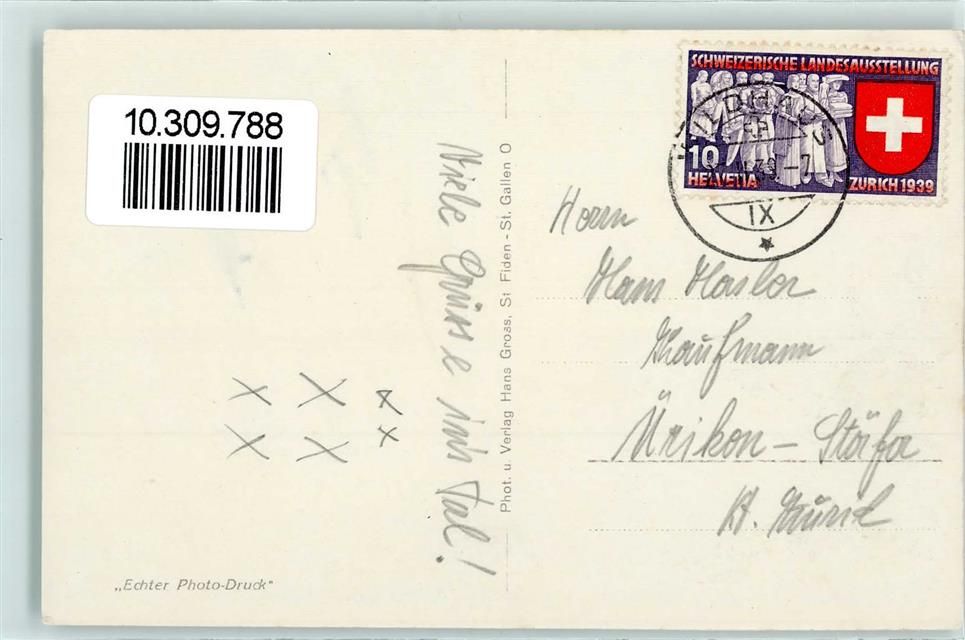 10.309.788
Viele Grüsse ins Tal!
Phot. u. Verlag Hans Gross, St. Fiden - St. Gallen O
„Echter Photo-Druck"
SCHWEIZERISCHE LANDESAUSSTELLUNG
10
HELVETIA
ZURICH 1939
WILDHAUS
IX
Herrn
Hans Hasler
Kaufmann
Ürikon - Stäfa
Kt. Zürich
x x x
x x x